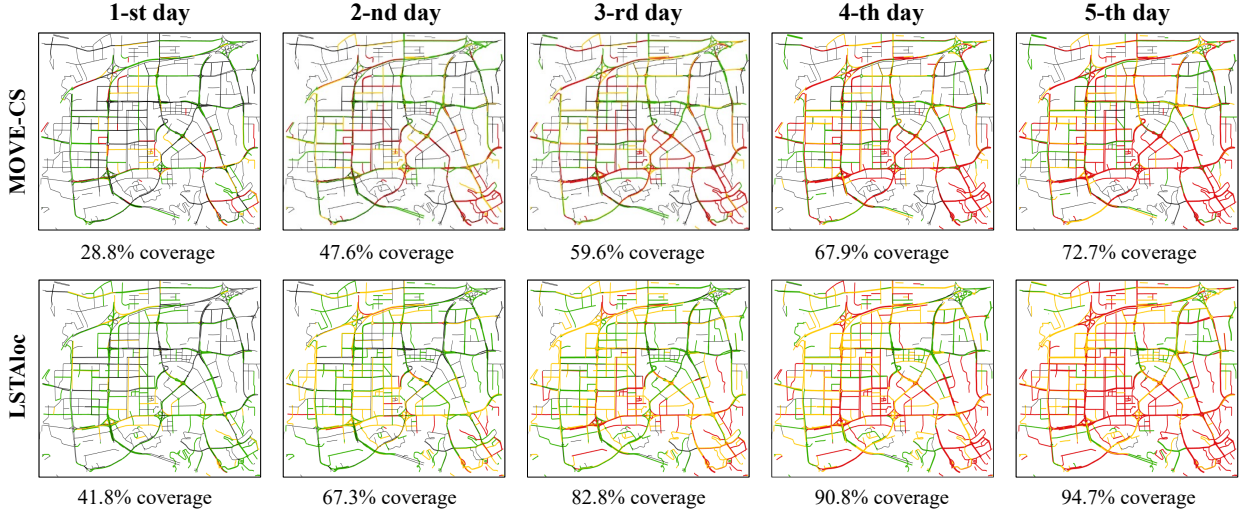 1-st day 2-nd day 3-rd day 4-th day 5-th day
MOVE-CS
28.8% coverage 47.6% coverage 59.6% coverage 67.9% coverage 72.7% coverage
LSTAloc
41.8% coverage 67.3% coverage 82.8% coverage 90.8% coverage 94.7% coverage